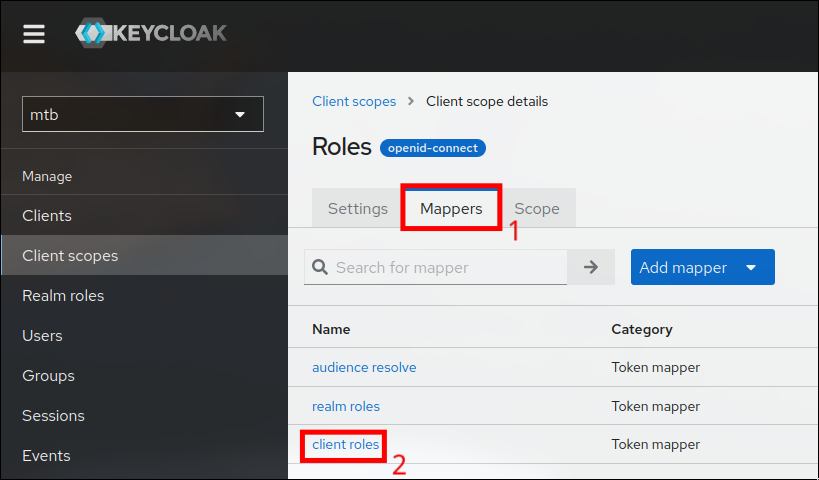 KEYCLOAK
mtb
Manage
Clients
Client scopes
Realm roles
Users
Groups
Sessions
Events
Client scopes > Client scope details
Roles openid-connect
Settings Mappers Scope
1
Search for mapper Add mapper
Name Category
audience resolve Token mapper
realm roles Token mapper
client roles Token mapper
2